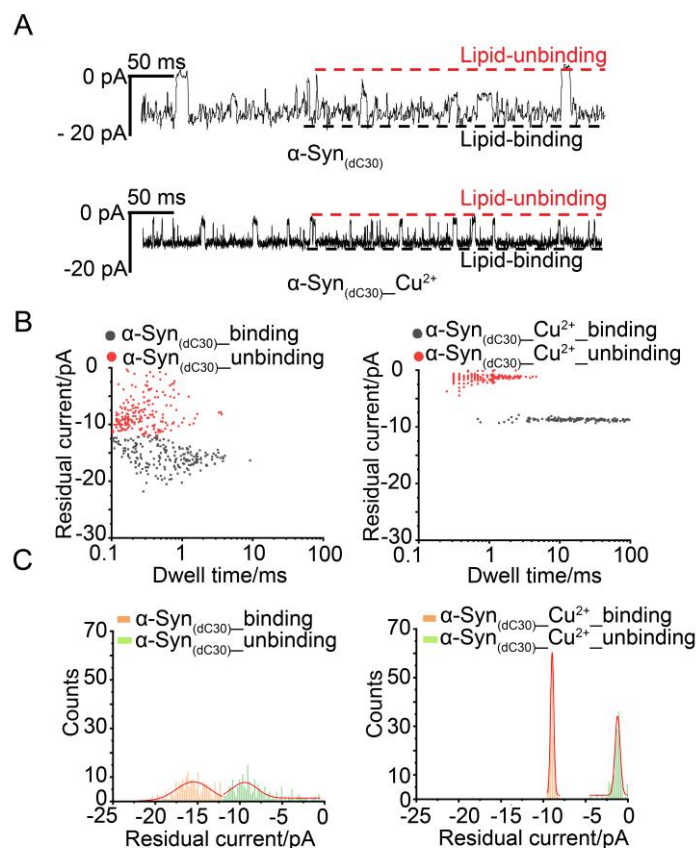 A
50 ms
Lipid-unbinding
0 pA
- 20 pA
Lipid-binding
α-Syn(dC30)
50 ms
Lipid-unbinding
0 pA
-20 pA
Lipid-binding
α-Syn(dC30)_Cu²⁺
B
α-Syn(dC30)_binding
α-Syn(dC30)_unbinding
Residual current/pA
0
-10
-20
-30
0.1 1 10 100
Dwell time/ms
α-Syn(dC30)_Cu²⁺_binding
α-Syn(dC30)_Cu²⁺_unbinding
Residual current/pA
0
-10
-20
-30
0.1 1 10 100
Dwell time/ms
C
α-Syn(dC30)_binding
α-Syn(dC30)_unbinding
Counts
70
50
30
10
0
-25 -20 -15 -10 -5 0
Residual current/pA
α-Syn(dC30)_Cu²⁺_binding
α-Syn(dC30)_Cu²⁺_unbinding
Counts
70
50
30
10
0
-25 -20 -15 -10 -5 0
Residual current/pA